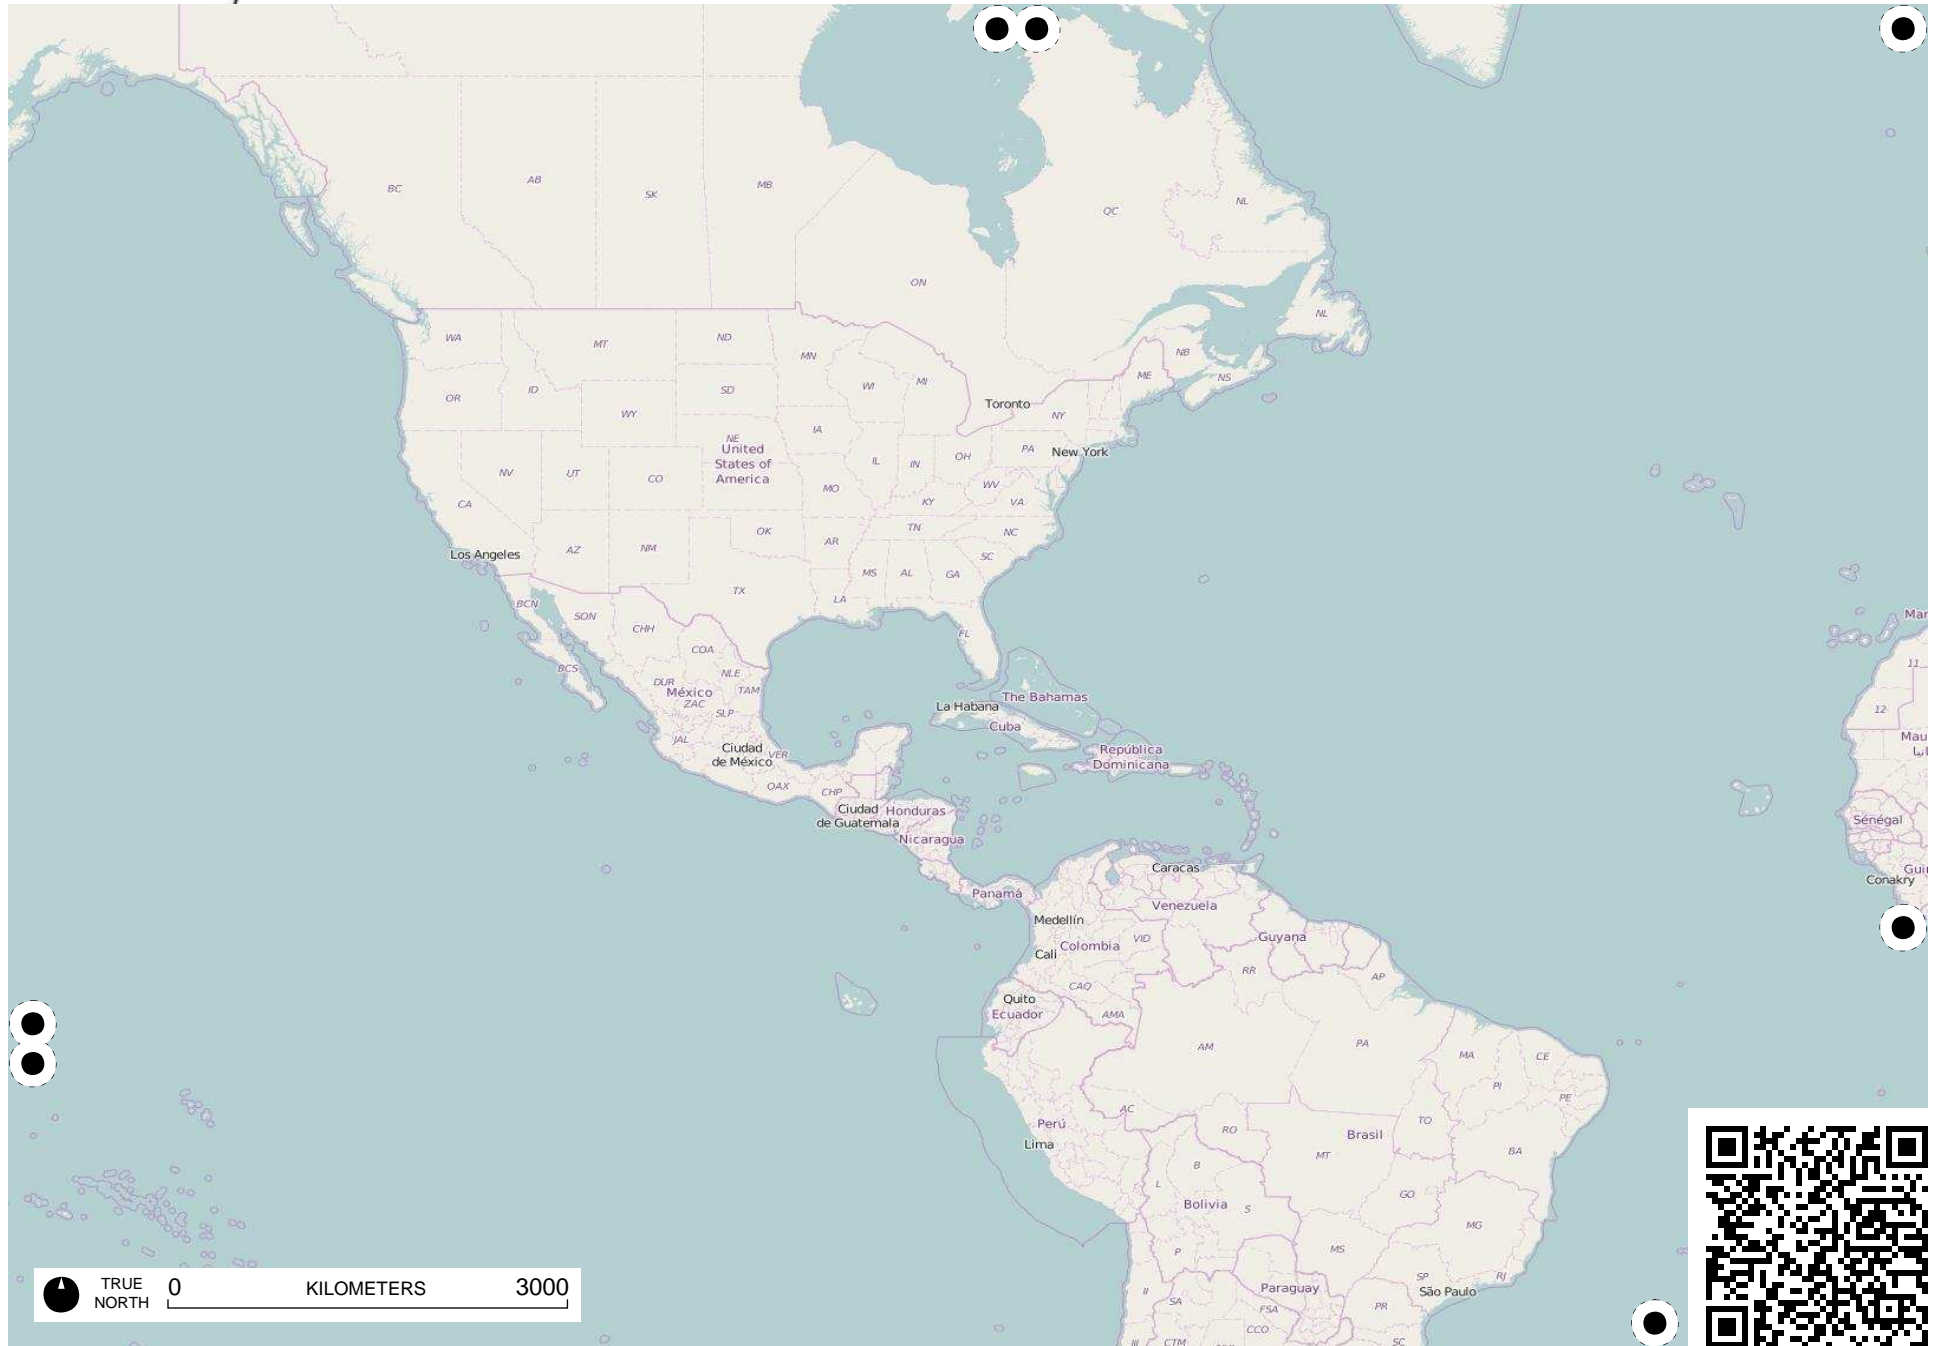 BC
AB
SK
MB
QC
NL
ON
NL
WA
MT
ND
MN
NB
ME
NS
OR
ID
SD
WI
MI
WY
Toronto
NY
IA
NE
United
States of
America
PA
New York
NV
UT
CO
IL
IN
OH
CA
MO
KY
WV
VA
OK
TN
NC
Los Angeles
AZ
NM
AR
SC
TX
MS
AL
GA
BCN
SON
LA
CHH
FL
COA
BCS
DUR
NLE
México
TAM
ZAC
SLP
La Habana
The Bahamas
Cuba
JAL
Ciudad
de México
VER
República
Dominicana
OAX
CHP
Ciudad
de Guatemala
Honduras
Nicaragua
Mar
11
12
Mau
Sénégal
Gui
Conakry
Caracas
Panamá
Venezuela
Medellín
Colombia
VID
Guyana
Cali
RR
AP
CAQ
Quito
Ecuador
AMA
AM
PA
MA
CE
PI
PE
AC
Perú
TO
Lima
RO
Brasil
MT
BA
B
L
GO
Bolivia
S
MG
P
MS
SP
RJ
São Paulo
II
Paraguay
SA
FSA
PR
CCO
III
CTM
SC
TRUE
NORTH
0 KILOMETERS 3000